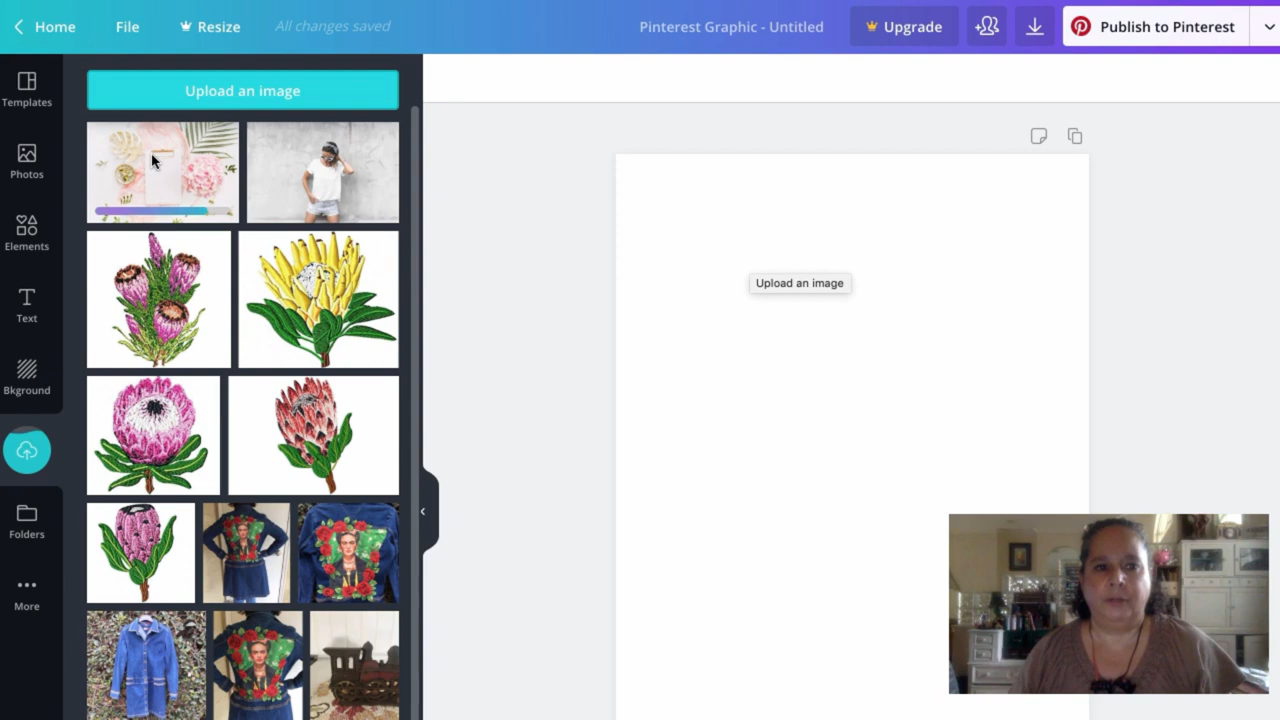 Home
File
Resize
All changes saved
Pinterest Graphic - Untitled
Upgrade
Publish to Pinterest
Templates
Photos
Elements
Text
Bkground
Folders
More
Upload an image
Upload an image